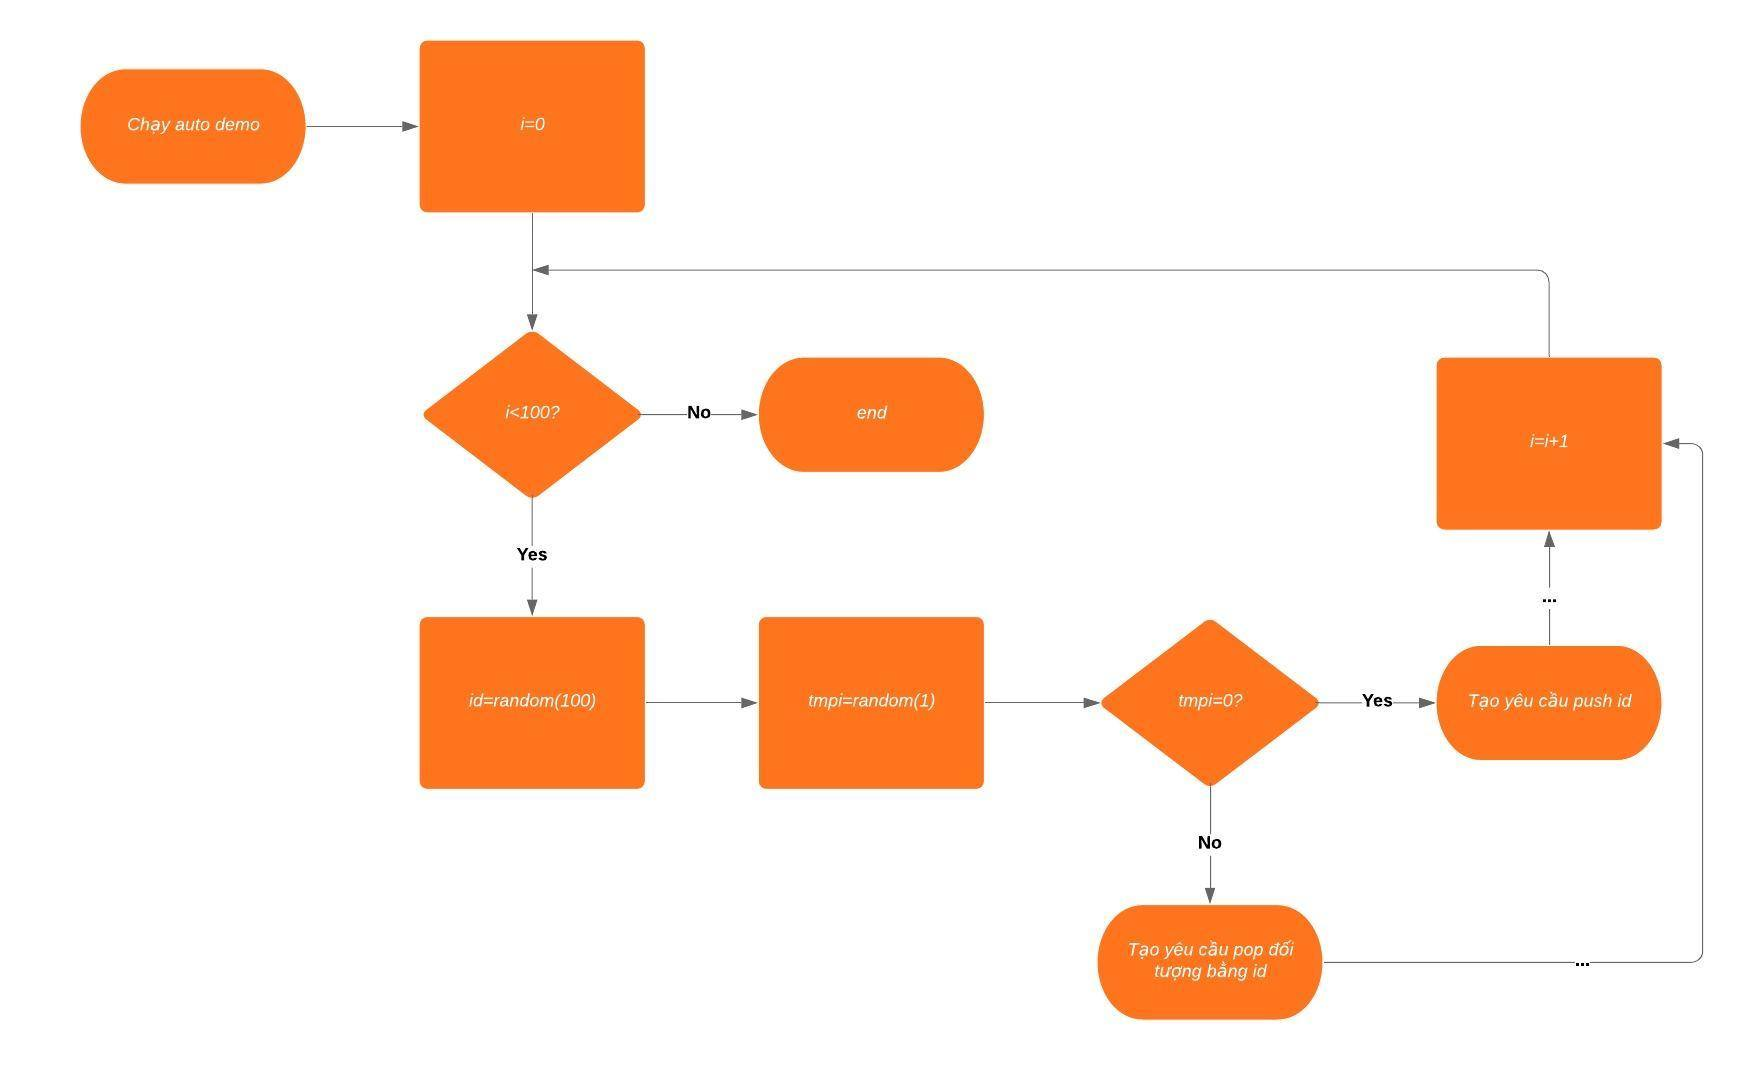 Chạy auto demo
i=0
i<100?
No
end
i=i+1
Yes
...
id=random(100)
tmpi=random(1)
tmpi=0?
Yes
Tạo yêu cầu push id
No
Tạo yêu cầu pop đối
tượng bằng id
...